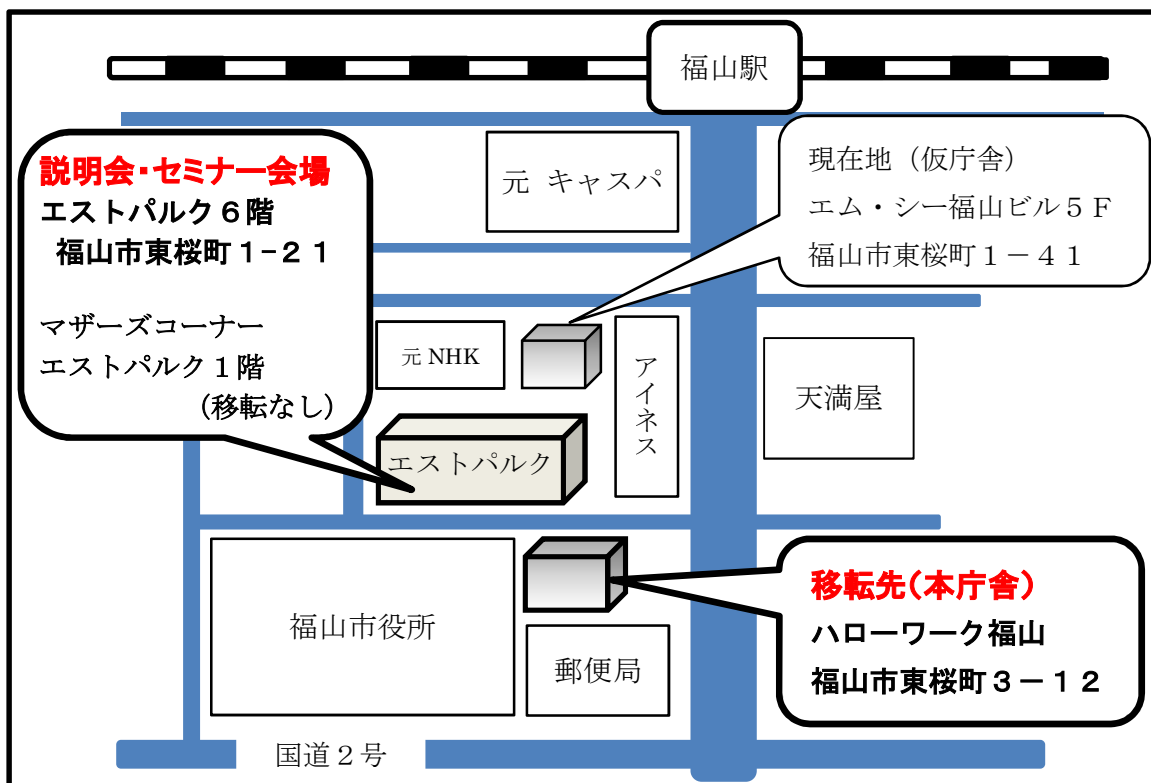 福山駅
説明会・セミナー会場
エストパルク６階
福山市東桜町１−２１
マザーズコーナー
エストパルク１階
(移転なし)
元 キャスパ
現在地（仮庁舎）
エム・シー福山ビル５Ｆ
福山市東桜町１－４１
元 NHK
アイネス
天満屋
エストパルク
福山市役所
郵便局
移転先(本庁舎)
ハローワーク福山
福山市東桜町３－１２
国道２号